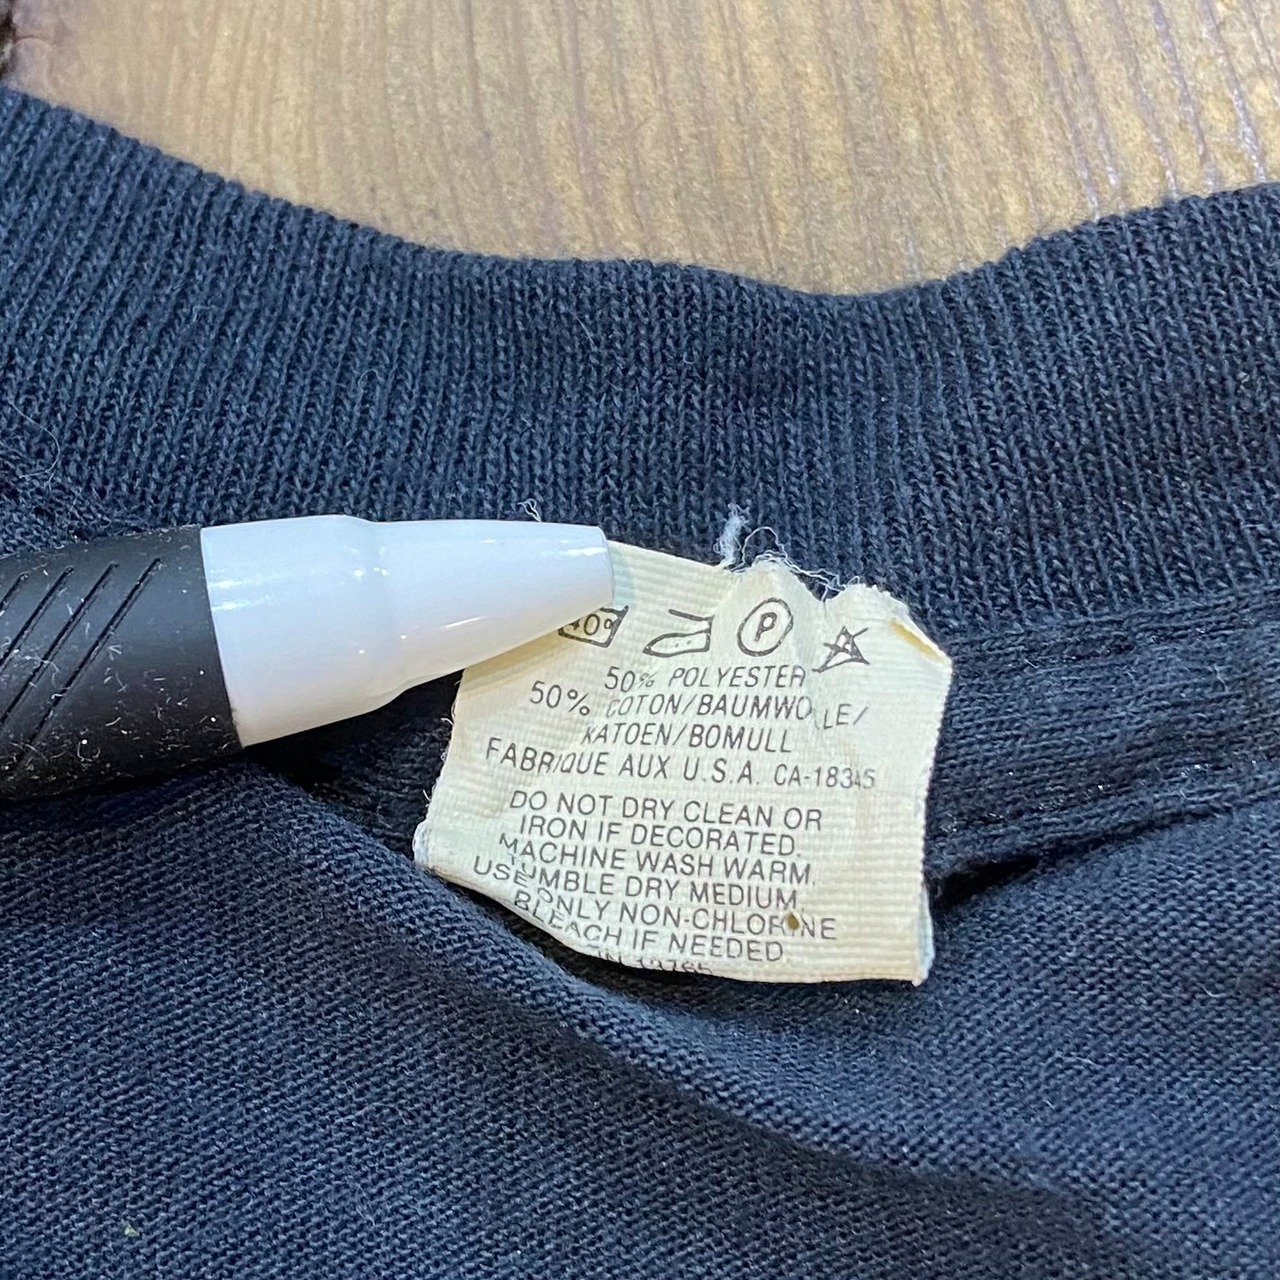 40°
P
50% POLYESTER
50% COTON/BAUMWOLLE/
KATOEN/BOMULL
FABRIQUE AUX U.S.A. CA-18345
DO NOT DRY CLEAN OR
IRON IF DECORATED.
MACHINE WASH WARM.
TUMBLE DRY MEDIUM.
USE ONLY NON-CHLORINE
BLEACH IF NEEDED.